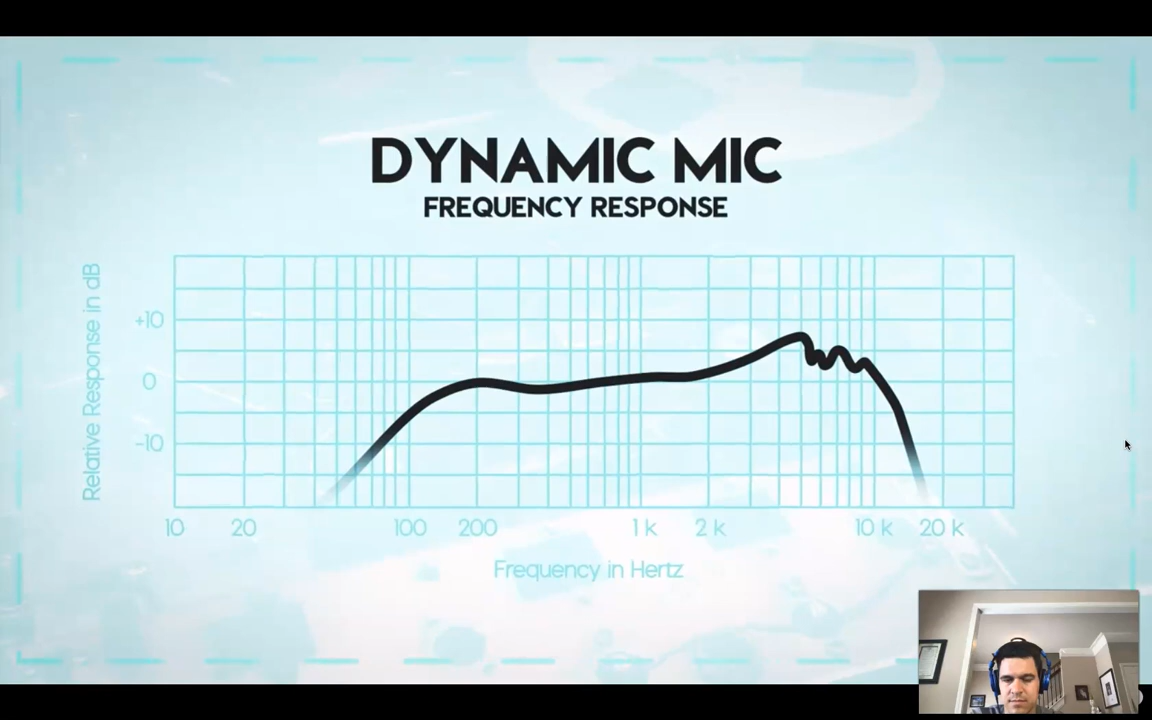 DYNAMIC MIC
FREQUENCY RESPONSE
Relative Response in dB
+10
0
-10
10 20 100 200 1 k 2 k 10 k 20 k
Frequency in Hertz